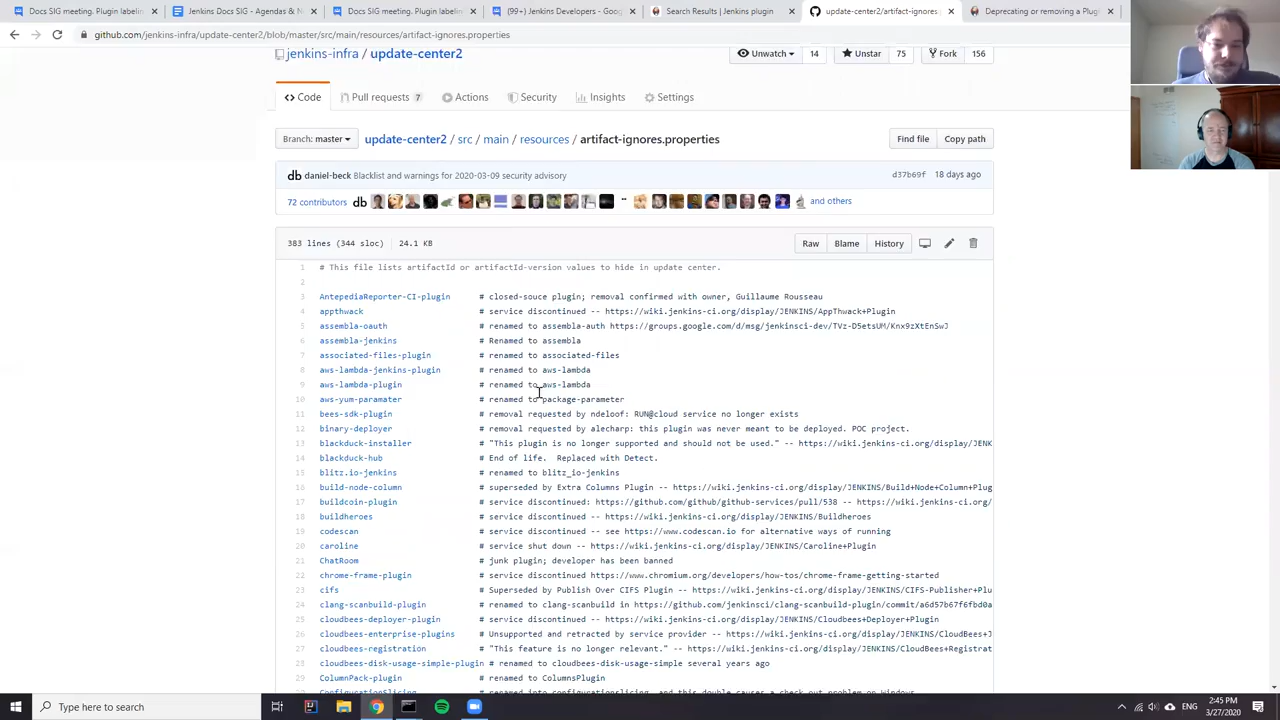 Docs SIG meeting. Plugin labelin
Jenkins Docs SIG - Agendas & N
Docs SIG meeting. Plugin labelin
(99+) Jenkins Developers - Goog
Search Results | Jenkins plugin
update-center2/artifact-ignores.
Deprecating or removing a Plugi
github.com/jenkins-infra/update-center2/blob/master/src/main/resources/artifact-ignores.properties
jenkins-infra / update-center2
Unwatch 14 Unstar 75 Fork 156
Code Pull requests 7 Actions Security Insights Settings
Branch: master update-center2 / src / main / resources / artifact-ignores.properties Find file Copy path
db daniel-beck Blacklist and warnings for 2020-03-09 security advisory d37b69f 18 days ago
72 contributors db and others
383 lines (344 sloc) 24.1 KB Raw Blame History
1 # This file lists artifactId or artifactId-version values to hide in update center.
2
3 AntepediaReporter-CI-plugin # closed-souce plugin; removal confirmed with owner, Guillaume Rousseau
4 appthwack # service discontinued -- https://wiki.jenkins-ci.org/display/JENKINS/AppThwack+Plugin
5 assembla-oauth # renamed to assembla-auth https://groups.google.com/d/msg/jenkinsci-dev/TVz-D5etsUM/Knx9zXtEnSwJ
6 assembla-jenkins # Renamed to assembla
7 associated-files-plugin # renamed to associated-files
8 aws-lambda-jenkins-plugin # renamed to aws-lambda
9 aws-lambda-plugin # renamed to aws-lambda
10 aws-yum-paramater # renamed to package-parameter
11 bees-sdk-plugin # removal requested by ndeloof: RUN@cloud service no longer exists
12 binary-deployer # removal requested by alecharp: this plugin was never meant to be deployed. POC project.
13 blackduck-installer # "This plugin is no longer supported and should not be used." -- https://wiki.jenkins-ci.org/display/JENK
14 blackduck-hub # End of life. Replaced with Detect.
15 blitz.io-jenkins # renamed to blitz_io-jenkins
16 build-node-column # superseded by Extra Columns Plugin -- https://wiki.jenkins-ci.org/display/JENKINS/Build+Node+Column+Plug
17 buildcoin-plugin # service discontinued: https://github.com/github/github-services/pull/538 -- https://wiki.jenkins-ci.org/
18 buildheroes # service discontinued -- https://wiki.jenkins-ci.org/display/JENKINS/Buildheroes
19 codescan # service discontinued -- see https://www.codescan.io for alternative ways of running
20 caroline # service shut down -- https://wiki.jenkins-ci.org/display/JENKINS/Caroline+Plugin
21 ChatRoom # junk plugin; developer has been banned
22 chrome-frame-plugin # service discontinued https://www.chromium.org/developers/how-tos/chrome-frame-getting-started
23 cifs # Superseded by Publish Over CIFS Plugin -- https://wiki.jenkins-ci.org/display/JENKINS/CIFS-Publisher+Plu
24 clang-scanbuild-plugin # renamed to clang-scanbuild in https://github.com/jenkinsci/clang-scanbuild-plugin/commit/a6d57b67f6fbd0a
25 cloudbees-deployer-plugin # service discontinued -- https://wiki.jenkins-ci.org/display/JENKINS/Cloudbees+Deployer+Plugin
26 cloudbees-enterprise-plugins # Unsupported and retracted by service provider -- https://wiki.jenkins-ci.org/display/JENKINS/CloudBees+J
27 cloudbees-registration # "This feature is no longer relevant." -- https://wiki.jenkins-ci.org/display/JENKINS/CloudBees+Registrat
28 cloudbees-disk-usage-simple-plugin # renamed to cloudbees-disk-usage-simple several years ago
29 ColumnPack-plugin # renamed to ColumnsPlugin
Type here to search
ENG
2:45 PM
3/27/2020